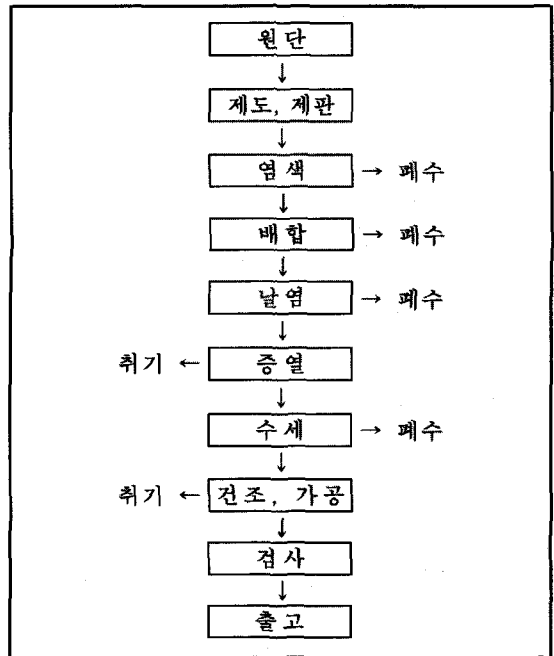 원단
↓
제도, 제판
↓
염색 → 폐수
↓
배합 → 폐수
↓
날염 → 폐수
↓
취기 ← 증열
↓
수세 → 폐수
↓
취기 ← 건조, 가공
↓
검사
↓
출고